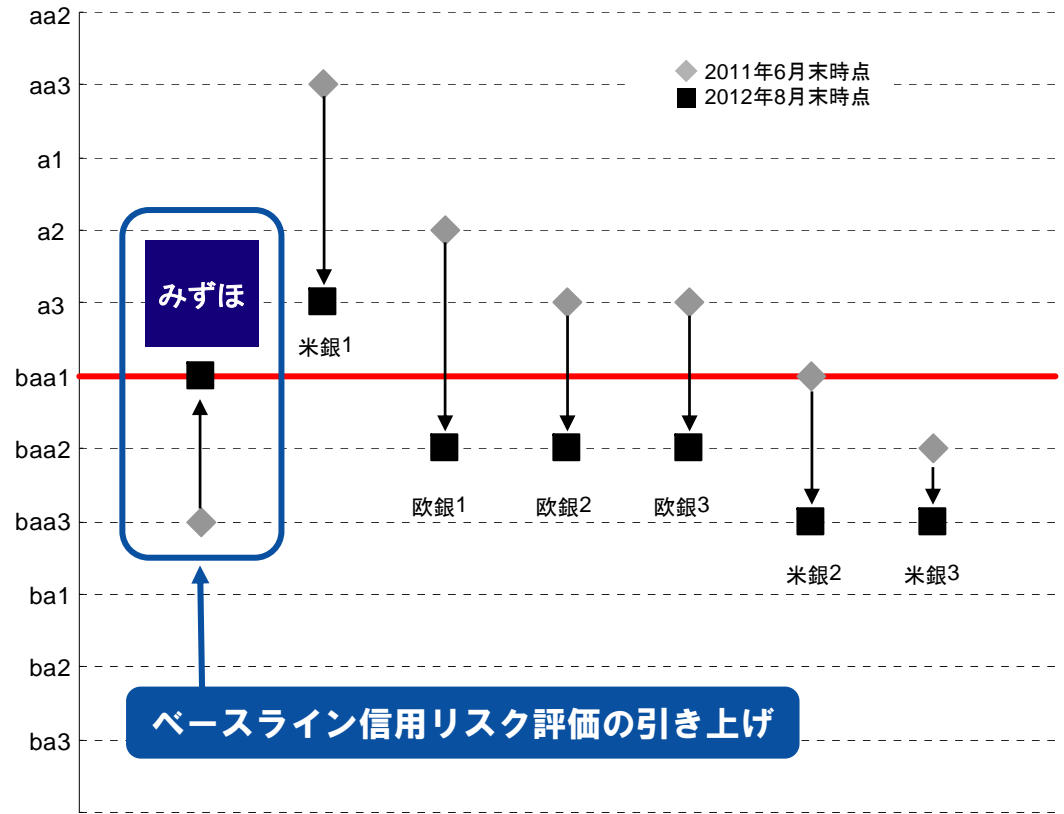 aa2
aa3
a1
a2
a3
baa1
baa2
baa3
ba1
ba2
ba3
2011年6月末時点
2012年8月末時点
みずほ
米銀1
欧銀1
欧銀2
欧銀3
米銀2
米銀3
ベースライン信用リスク評価の引き上げ